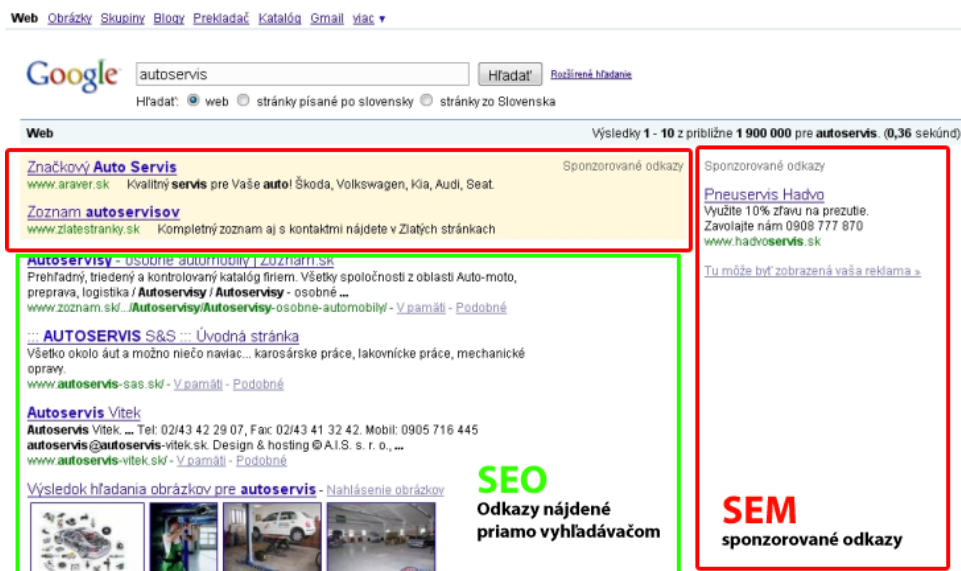 Web Obrázky Skupiny Blogy Prekladač Katalóg Gmail viac ▼
Google autoservis Hľadať Rozšírené hľadanie
Hľadať: web stránky písané po slovensky stránky zo Slovenska
Web Výsledky 1 - 10 z približne 1 900 000 pre autoservis. (0,36 sekúnd)
Značkový Auto Servis Sponzorované odkazy
www.araver.sk Kvalitný servis pre Vaše auto! Škoda, Volkswagen, Kia, Audi, Seat.
Zoznam autoservisov
www.zlatestranky.sk Kompletný zoznam aj s kontaktmi nájdete v Zlatých stránkach
Sponzorované odkazy
Pneuservis Hadvo
Využite 10% zľavu na prezutie.
Zavolajte nám 0908 777 870
www.hadvoservis.sk
Tu môže byť zobrazená vaša reklama »
Autoservisy - osobné automobily | Zoznam.sk
Prehľadný, triedený a kontrolovaný katalóg firiem. Všetky spoločnosti z oblasti Auto-moto,
preprava, logistika / Autoservisy / Autoservisy - osobné ...
www.zoznam.sk/.../Autoservisy/Autoservisy-osobne-automobily/ - V pamäti - Podobné
::: AUTOSERVIS S&S ::: Úvodná stránka
Všetko okolo áut a možno niečo naviac... karosárske práce, lakovnícke práce, mechanické
opravy.
www.autoservis-sas.sk/ - V pamäti - Podobné
Autoservis Vitek
Autoservis Vitek. ... Tel: 02/43 42 29 07, Fax: 02/43 41 32 42. Mobil: 0905 716 445
autoservis@autoservis-vitek.sk. Design & hosting © A.I.S. s. r. o., ...
www.autoservis-vitek.sk/ - V pamäti - Podobné
Výsledok hľadania obrázkov pre autoservis - Nahlásenie obrázkov
SEO
Odkazy nájdené
priamo vyhľadávačom
SEM
sponzorované odkazy